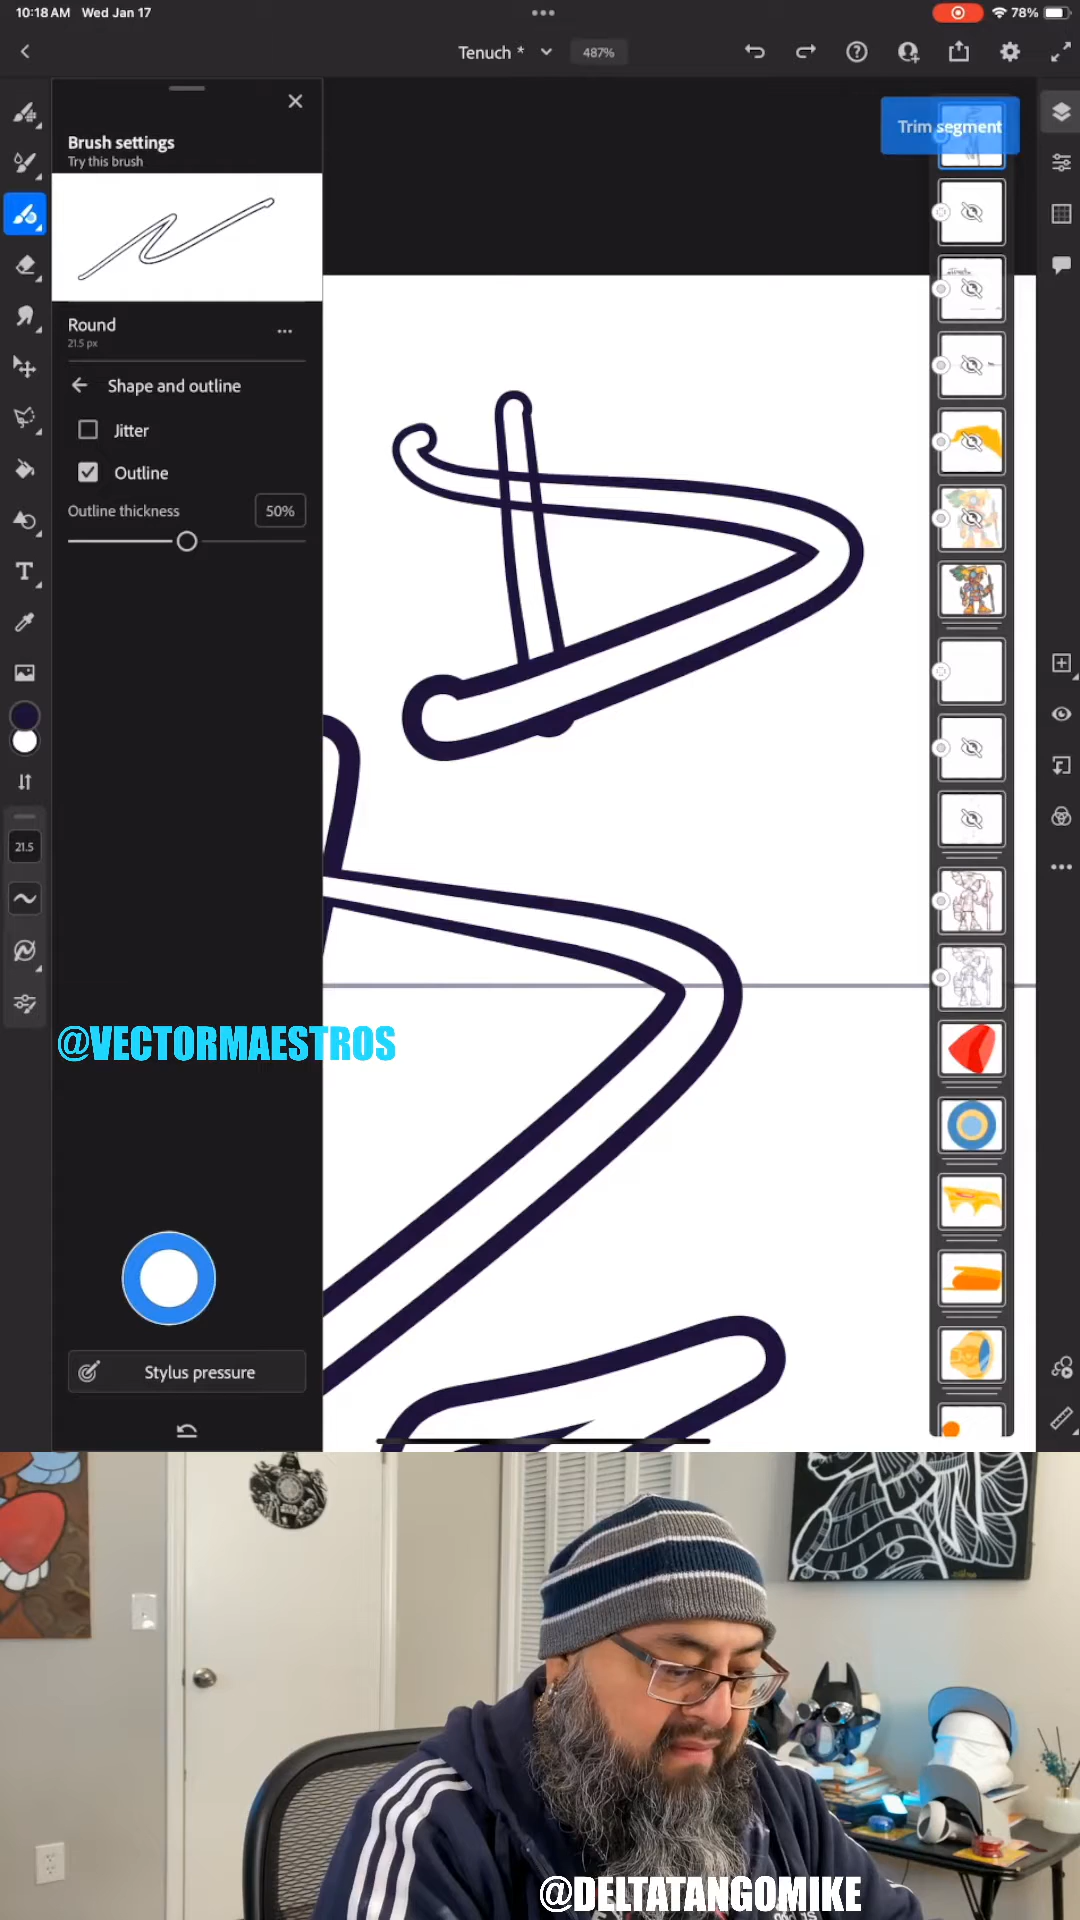 10:18 AM Wed Jan 17
78%
Tenuch *
487%
Trim segment
Brush settings
Try this brush
Round
21.5 px
Shape and outline
Jitter
Outline
Outline thickness
50%
T
21.5
@VECTORMAESTROS
Stylus pressure
@DELTATANGOMIKE